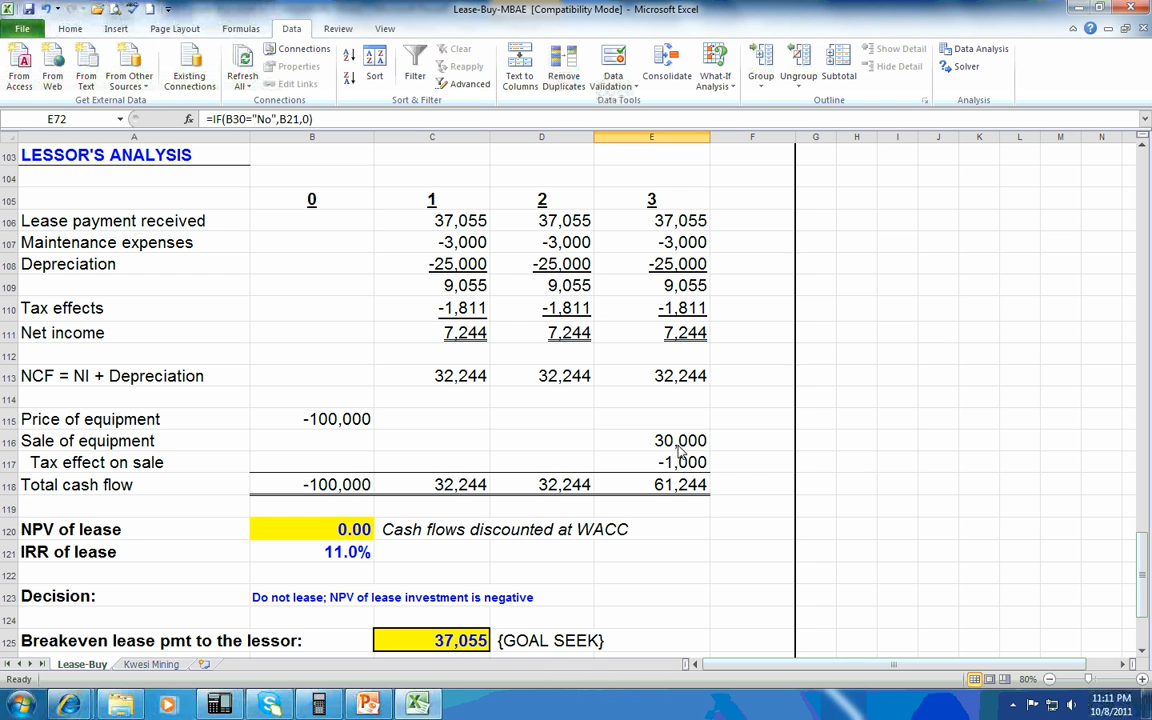 Lease-Buy-MBAE [Compatibility Mode] - Microsoft Excel
File Home Insert Page Layout Formulas Data Review View
From Access
From Web
From Text
From Other Sources
Existing Connections
Get External Data
Refresh All
Connections
Properties
Edit Links
Connections
Sort
Filter
Clear
Reapply
Advanced
Sort & Filter
Text to Columns
Remove Duplicates
Data Validation
Consolidate
What-If Analysis
Data Tools
Group
Ungroup
Subtotal
Show Detail
Hide Detail
Outline
Data Analysis
Solver
Analysis
E72 fx =IF(B30="No",B21,0)
A B C D E F G H I J K L M N
103 LESSOR'S ANALYSIS
104
105 0 1 2 3
106 Lease payment received 37,055 37,055 37,055
107 Maintenance expenses -3,000 -3,000 -3,000
108 Depreciation -25,000 -25,000 -25,000
109 9,055 9,055 9,055
110 Tax effects -1,811 -1,811 -1,811
111 Net income 7,244 7,244 7,244
112
113 NCF = NI + Depreciation 32,244 32,244 32,244
114
115 Price of equipment -100,000
116 Sale of equipment 30,000
117 Tax effect on sale -1,000
118 Total cash flow -100,000 32,244 32,244 61,244
119
120 NPV of lease 0.00 Cash flows discounted at WACC
121 IRR of lease 11.0%
122
123 Decision: Do not lease; NPV of lease investment is negative
124
125 Breakeven lease pmt to the lessor: 37,055 {GOAL SEEK}
Lease-Buy Kwesi Mining
Ready 80%
11:11 PM
10/8/2011